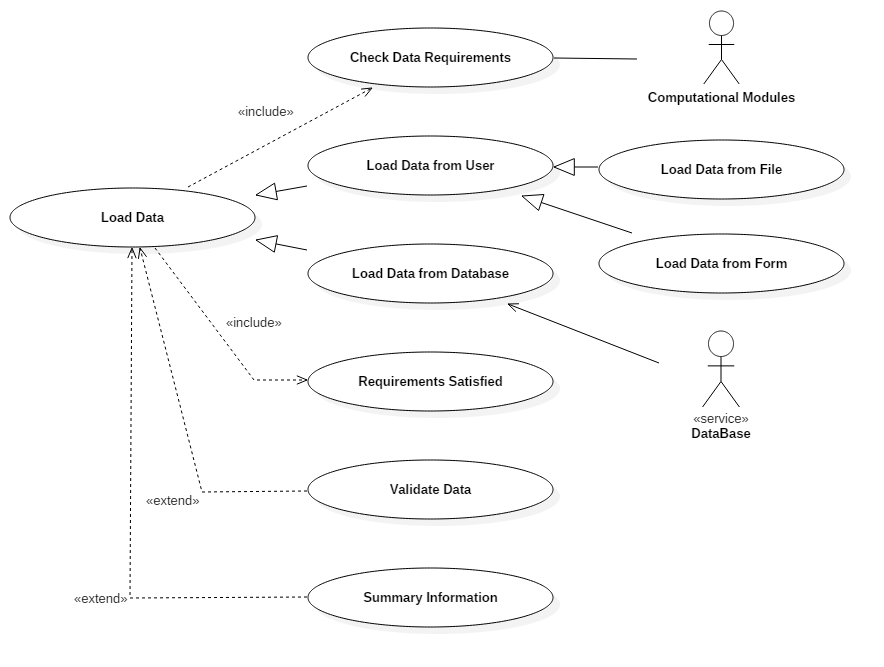 Check Data Requirements
Computational Modules
«include»
Load Data from User
Load Data from File
Load Data
Load Data from Database
Load Data from Form
«include»
Requirements Satisfied
«service»
DataBase
Validate Data
«extend»
Summary Information
«extend»